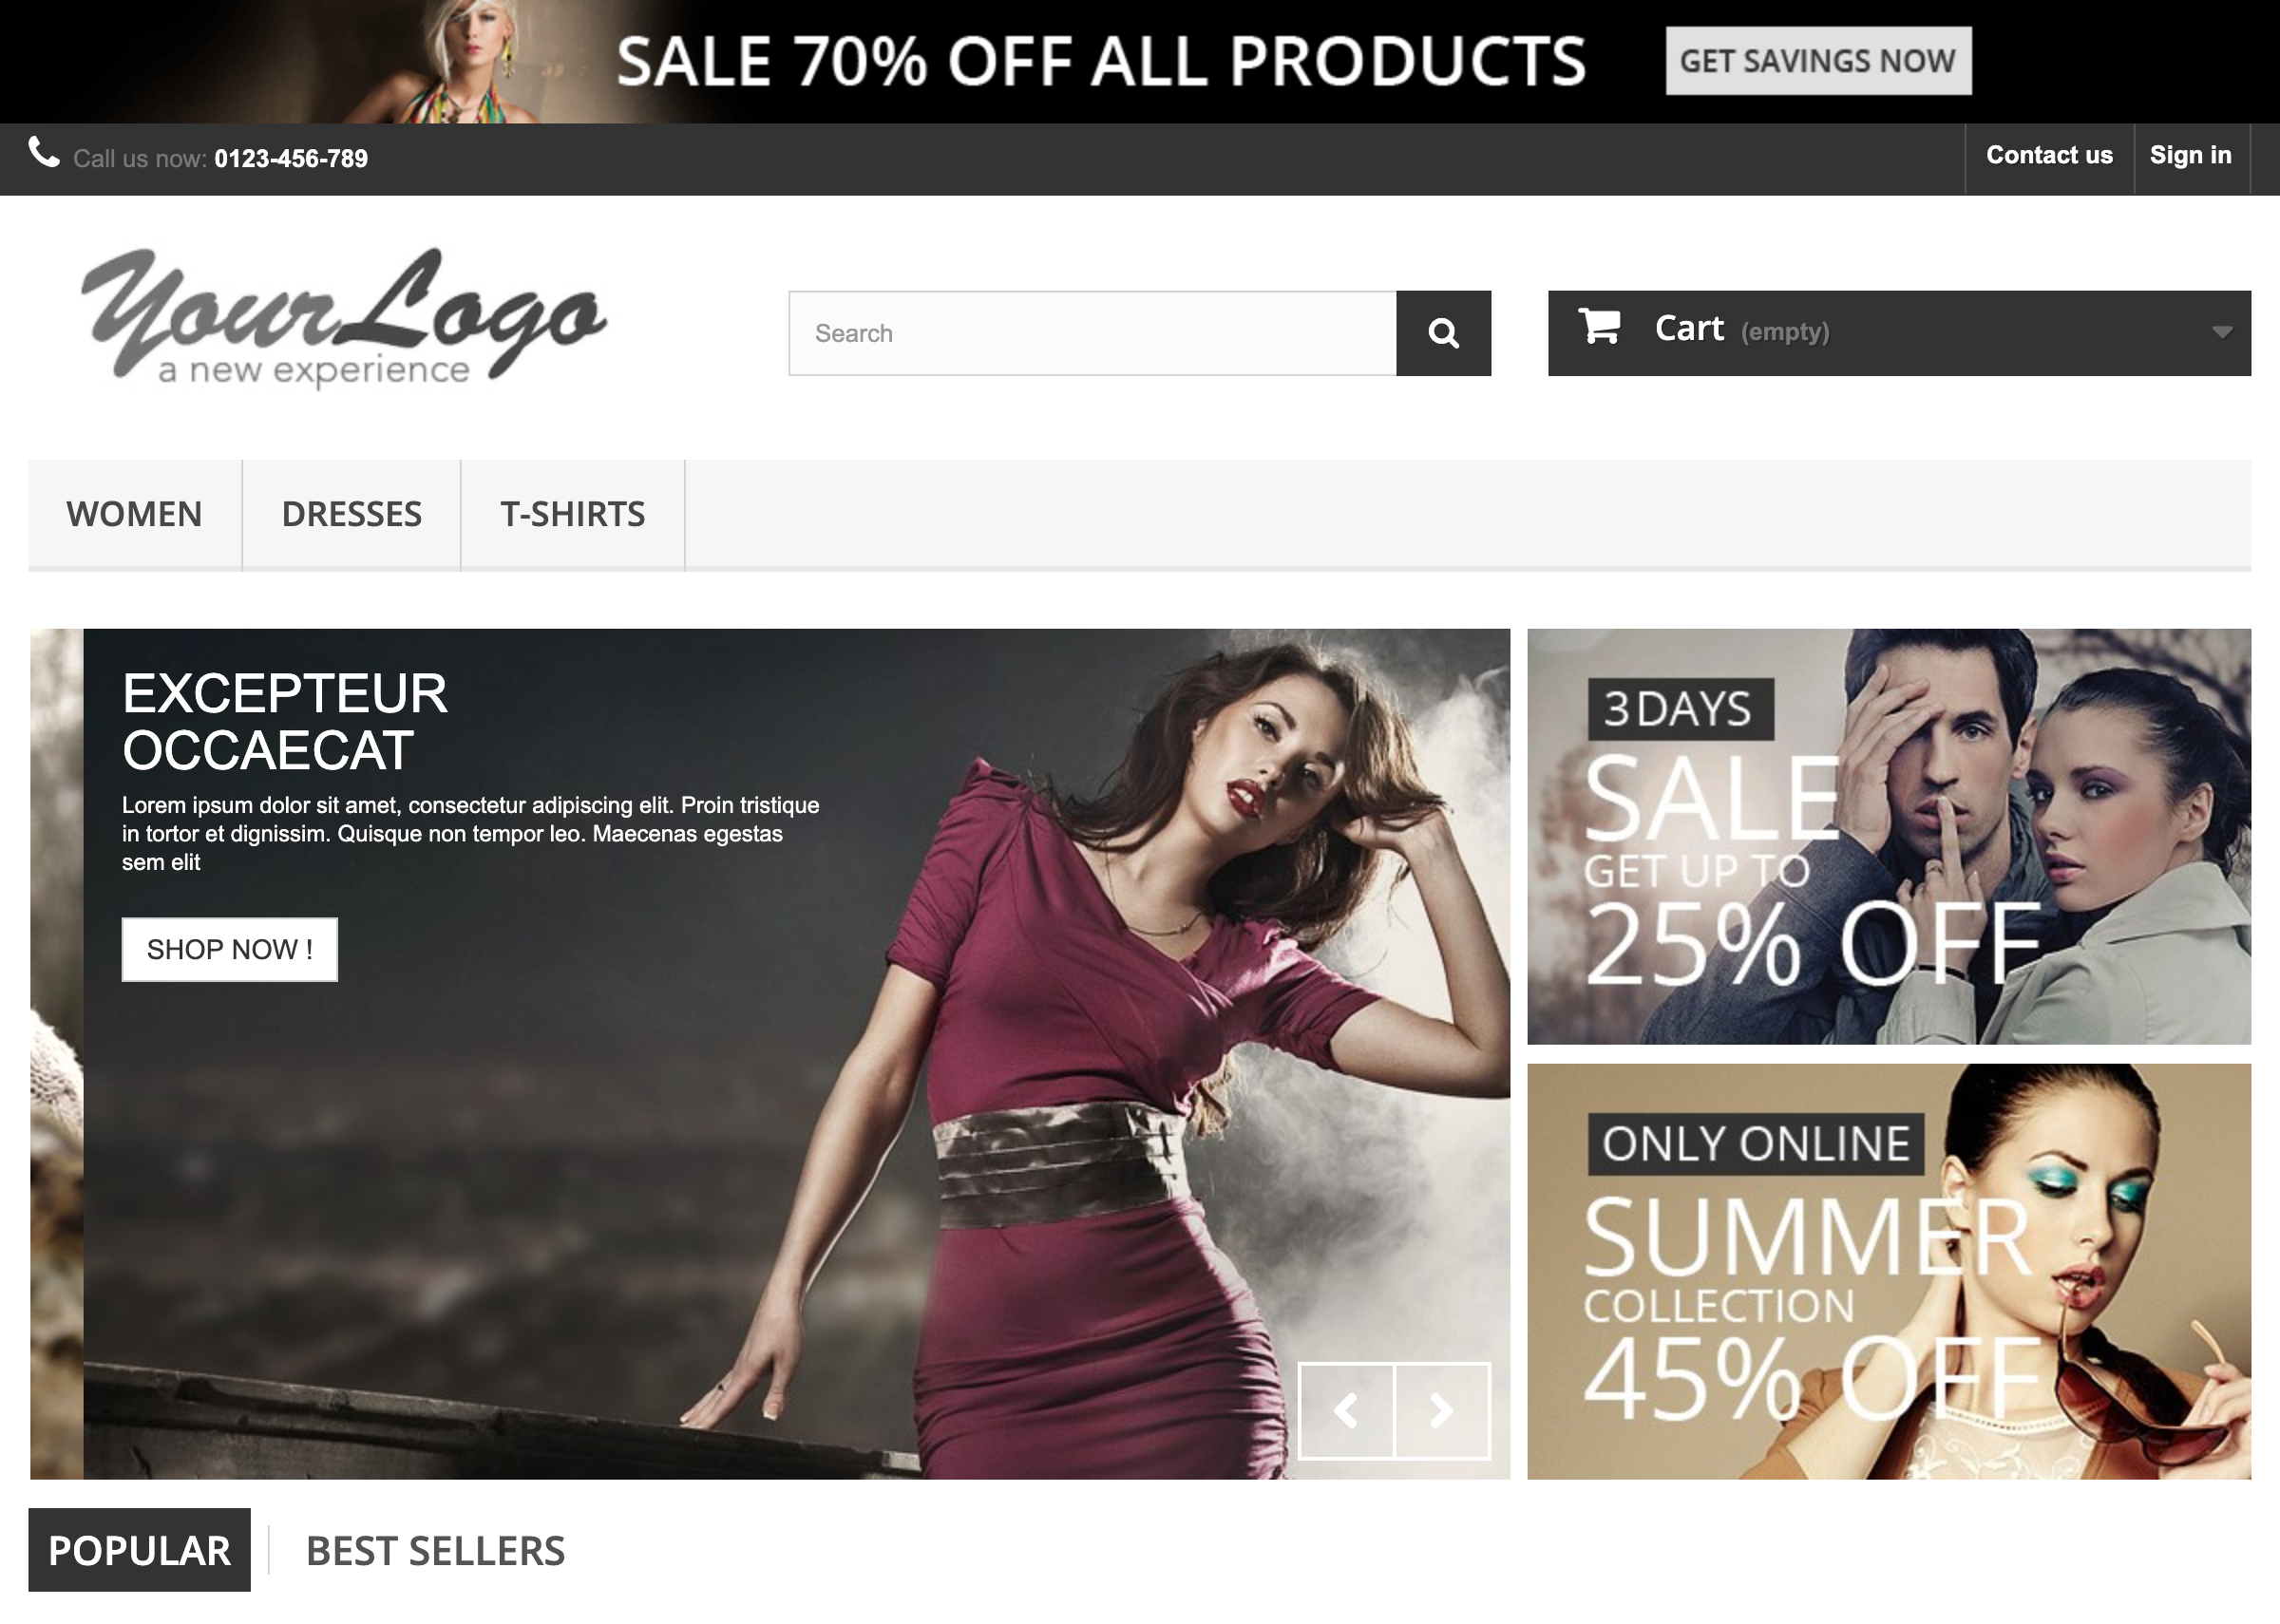 SALE 70% OFF ALL PRODUCTS
GET SAVINGS NOW
Call us now: 0123-456-789
Contact us
Sign in
YourLogo
a new experience
Search
Cart (empty)
WOMEN
DRESSES
T-SHIRTS
EXCEPTEUR
OCCAECAT
Lorem ipsum dolor sit amet, consectetur adipiscing elit. Proin tristique
in tortor et dignissim. Quisque non tempor leo. Maecenas egestas
sem elit
SHOP NOW !
3 DAYS
SALE
GET UP TO
25% OFF
ONLY ONLINE
SUMMER
COLLECTION
45% OFF
POPULAR
BEST SELLERS